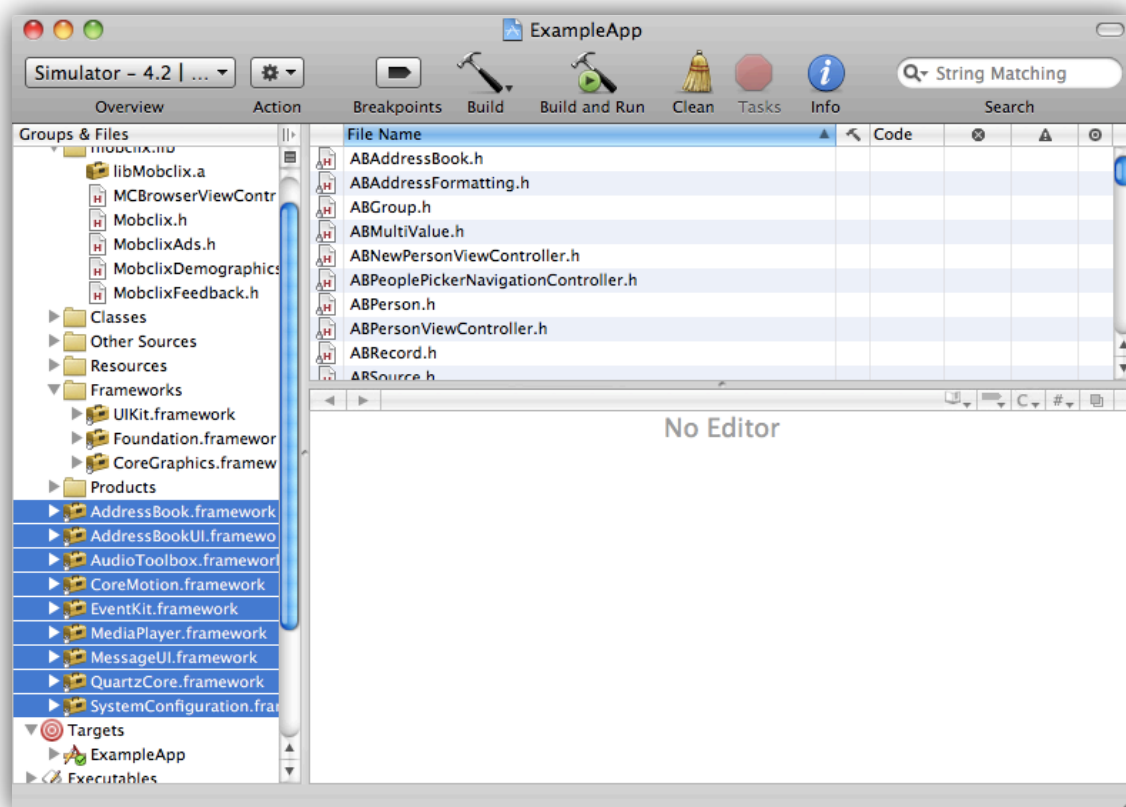 ExampleApp
Simulator - 4.2 | ...
String Matching
Overview
Action
Breakpoints
Build
Build and Run
Clean
Tasks
Info
Search
Groups & Files
mobclix.lib
libMobclix.a
MCBrowserViewContr
Mobclix.h
MobclixAds.h
MobclixDemographics
MobclixFeedback.h
Classes
Other Sources
Resources
Frameworks
UIKit.framework
Foundation.framewor
CoreGraphics.framew
Products
AddressBook.framework
AddressBookUI.framewo
AudioToolbox.framework
CoreMotion.framework
EventKit.framework
MediaPlayer.framework
MessageUI.framework
QuartzCore.framework
SystemConfiguration.fra
Targets
ExampleApp
Executables
File Name
Code
ABAddressBook.h
ABAddressFormatting.h
ABGroup.h
ABMultiValue.h
ABNewPersonViewController.h
ABPeoplePickerNavigationController.h
ABPerson.h
ABPersonViewController.h
ABRecord.h
ABSource.h
C
#
No Editor